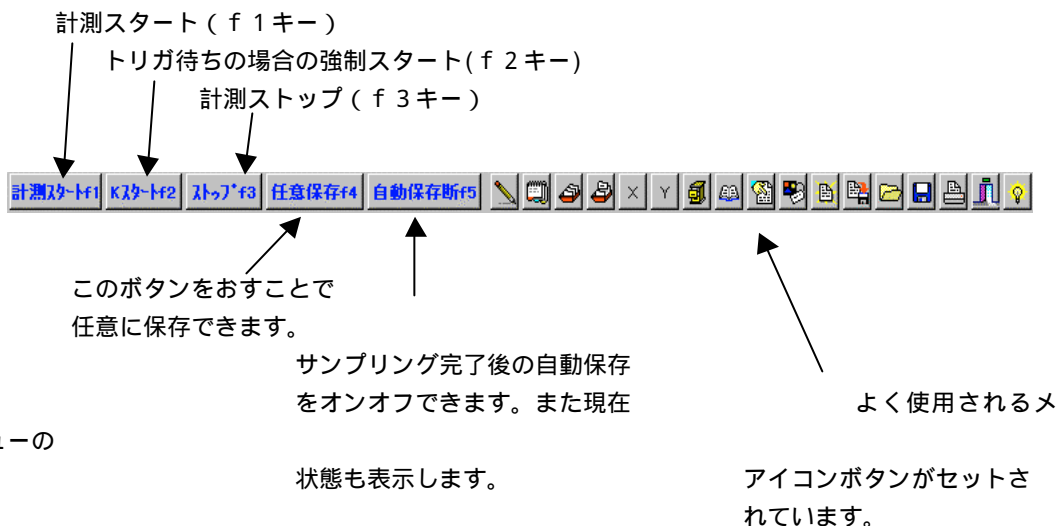 計測スタート(f1キー)
トリガ待ちの場合の強制スタート(f2キー)
計測ストップ(f3キー)
計測ｽﾀｰﾄf1 Kｽﾀｰﾄf2 ｽﾄｯﾌﾟf3 任意保存f4 自動保存断f5 X Y
このボタンをおすことで
任意に保存できます。
サンプリング完了後の自動保存
をオンオフできます。また現在 よく使用されるメ
ューの
状態も表示します。 アイコンボタンがセットさ
れています。